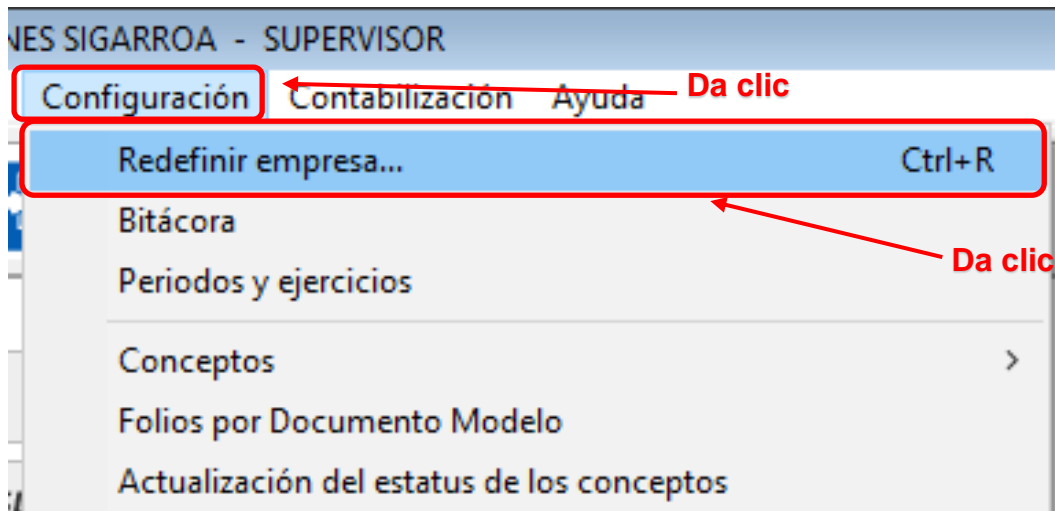 NES SIGARROA - SUPERVISOR
Configuración Contabilización Ayuda Da clic
Redefinir empresa... Ctrl+R
Bitácora
Da clic
Periodos y ejercicios
Conceptos
Folios por Documento Modelo
Actualización del estatus de los conceptos